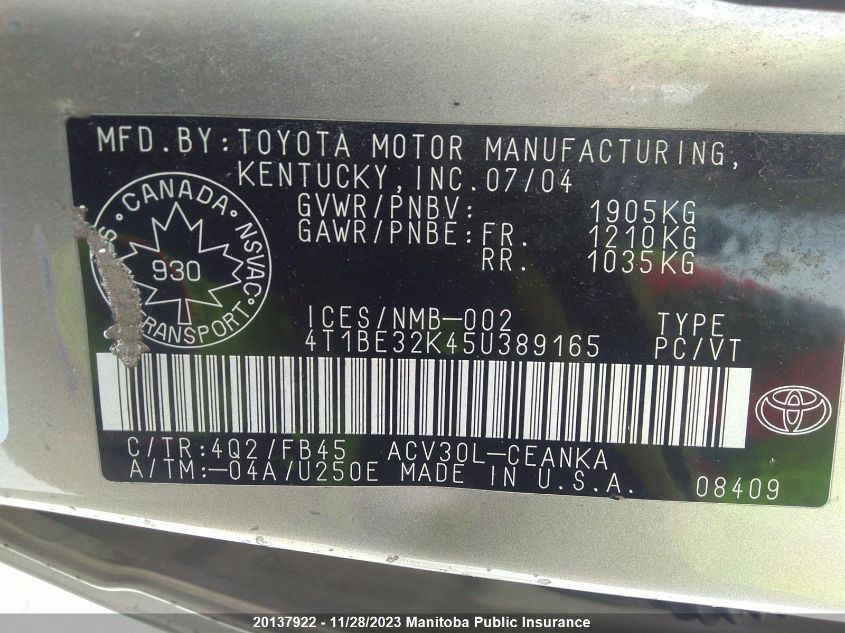 MFD.BY:TOYOTA MOTOR MANUFACTURING,
KENTUCKY, INC. 07/04
GVWR/PNBV: 1905KG
GAWR/PNBE:FR. 1210KG
RR. 1035KG
CANADA
NSVAC
930
TRANSPORT
ICES/NMB-002 TYPE
4T1BE32K45U389165 PC/VT
C/TR:4Q2/FB45 ACV30L-CEANKA
A/TM:-04A/U250E MADE IN U.S.A. 08409
20137922 - 11/28/2023 Manitoba Public Insurance